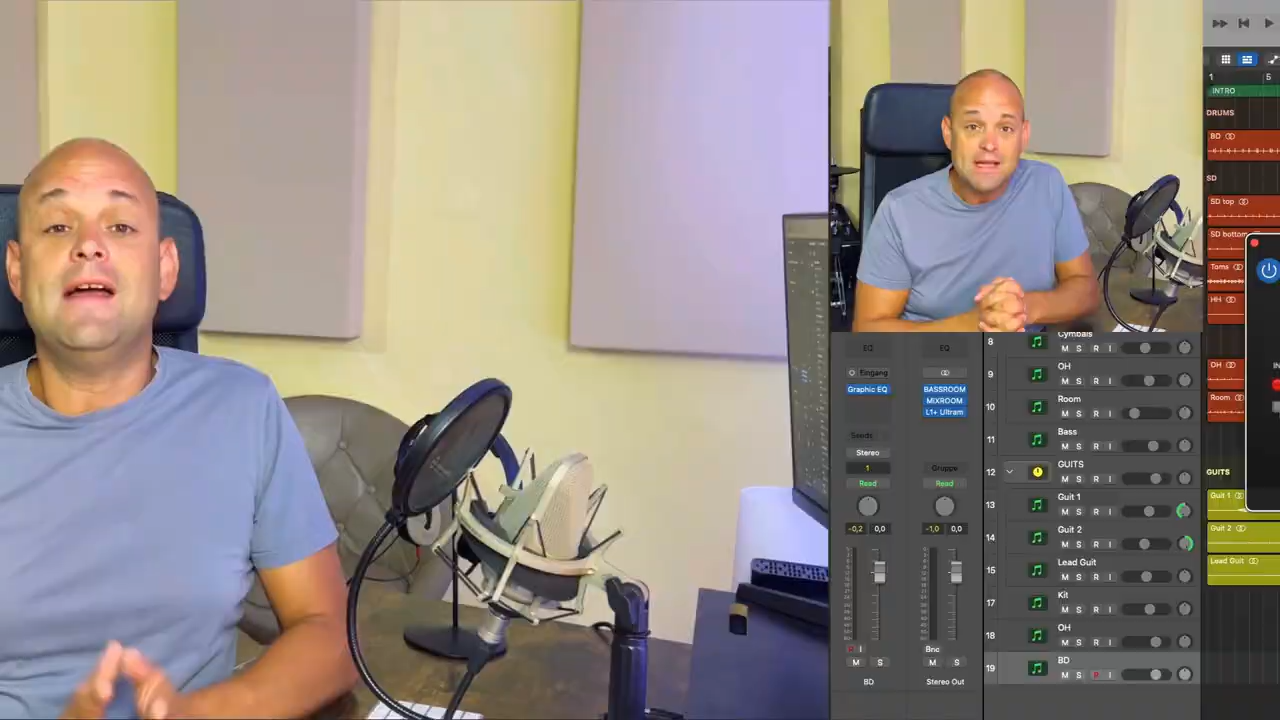 EQ
Eingang
Graphic EQ
Sends
Stereo
1
Read
-0,2 0,0
R I
M S
BD
EQ
BASSROOM
MIXROOM
L1+ Ultram
Gruppe
Read
-1,0 0,0
Bnc
M S
Stereo Out
8 Cymbals
M S R I
9 OH
M S R I
10 Room
M S R I
11 Bass
M S R I
12 GUITS
M S R I
13 Guit 1
M S R I
14 Guit 2
M S R I
15 Lead Guit
M S R I
17 Kit
M S R I
18 OH
M S R I
19 BD
M S R I
1 5
INTRO
DRUMS
BD
SD
SD top
SD bottom
Toms
HH
OH
Room
GUITS
Guit 1
Guit 2
Lead Guit